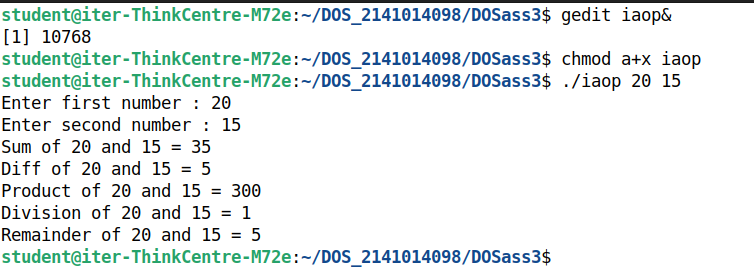 student@iter-ThinkCentre-M72e:~/DOS_2141014098/DOSass3$ gedit iaop&
[1] 10768
student@iter-ThinkCentre-M72e:~/DOS_2141014098/DOSass3$ chmod a+x iaop
student@iter-ThinkCentre-M72e:~/DOS_2141014098/DOSass3$ ./iaop 20 15
Enter first number : 20
Enter second number : 15
Sum of 20 and 15 = 35
Diff of 20 and 15 = 5
Product of 20 and 15 = 300
Division of 20 and 15 = 1
Remainder of 20 and 15 = 5
student@iter-ThinkCentre-M72e:~/DOS_2141014098/DOSass3$